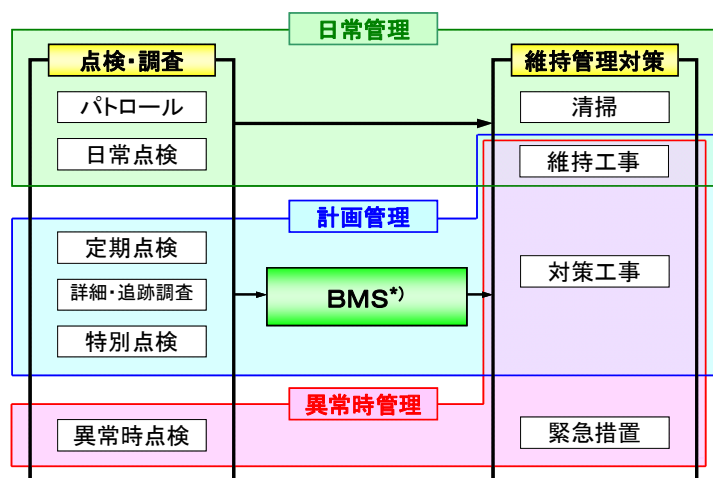 日常管理
点検・調査
維持管理対策
パトロール
清掃
日常点検
維持工事
計画管理
定期点検
対策工事
詳細・追跡調査
BMS*)
特別点検
異常時管理
異常時点検
緊急措置